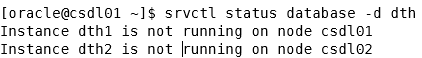 [oracle@csdl01 ~]$ srvctl status database -d dth
Instance dth1 is not running on node csdl01
Instance dth2 is not running on node csdl02